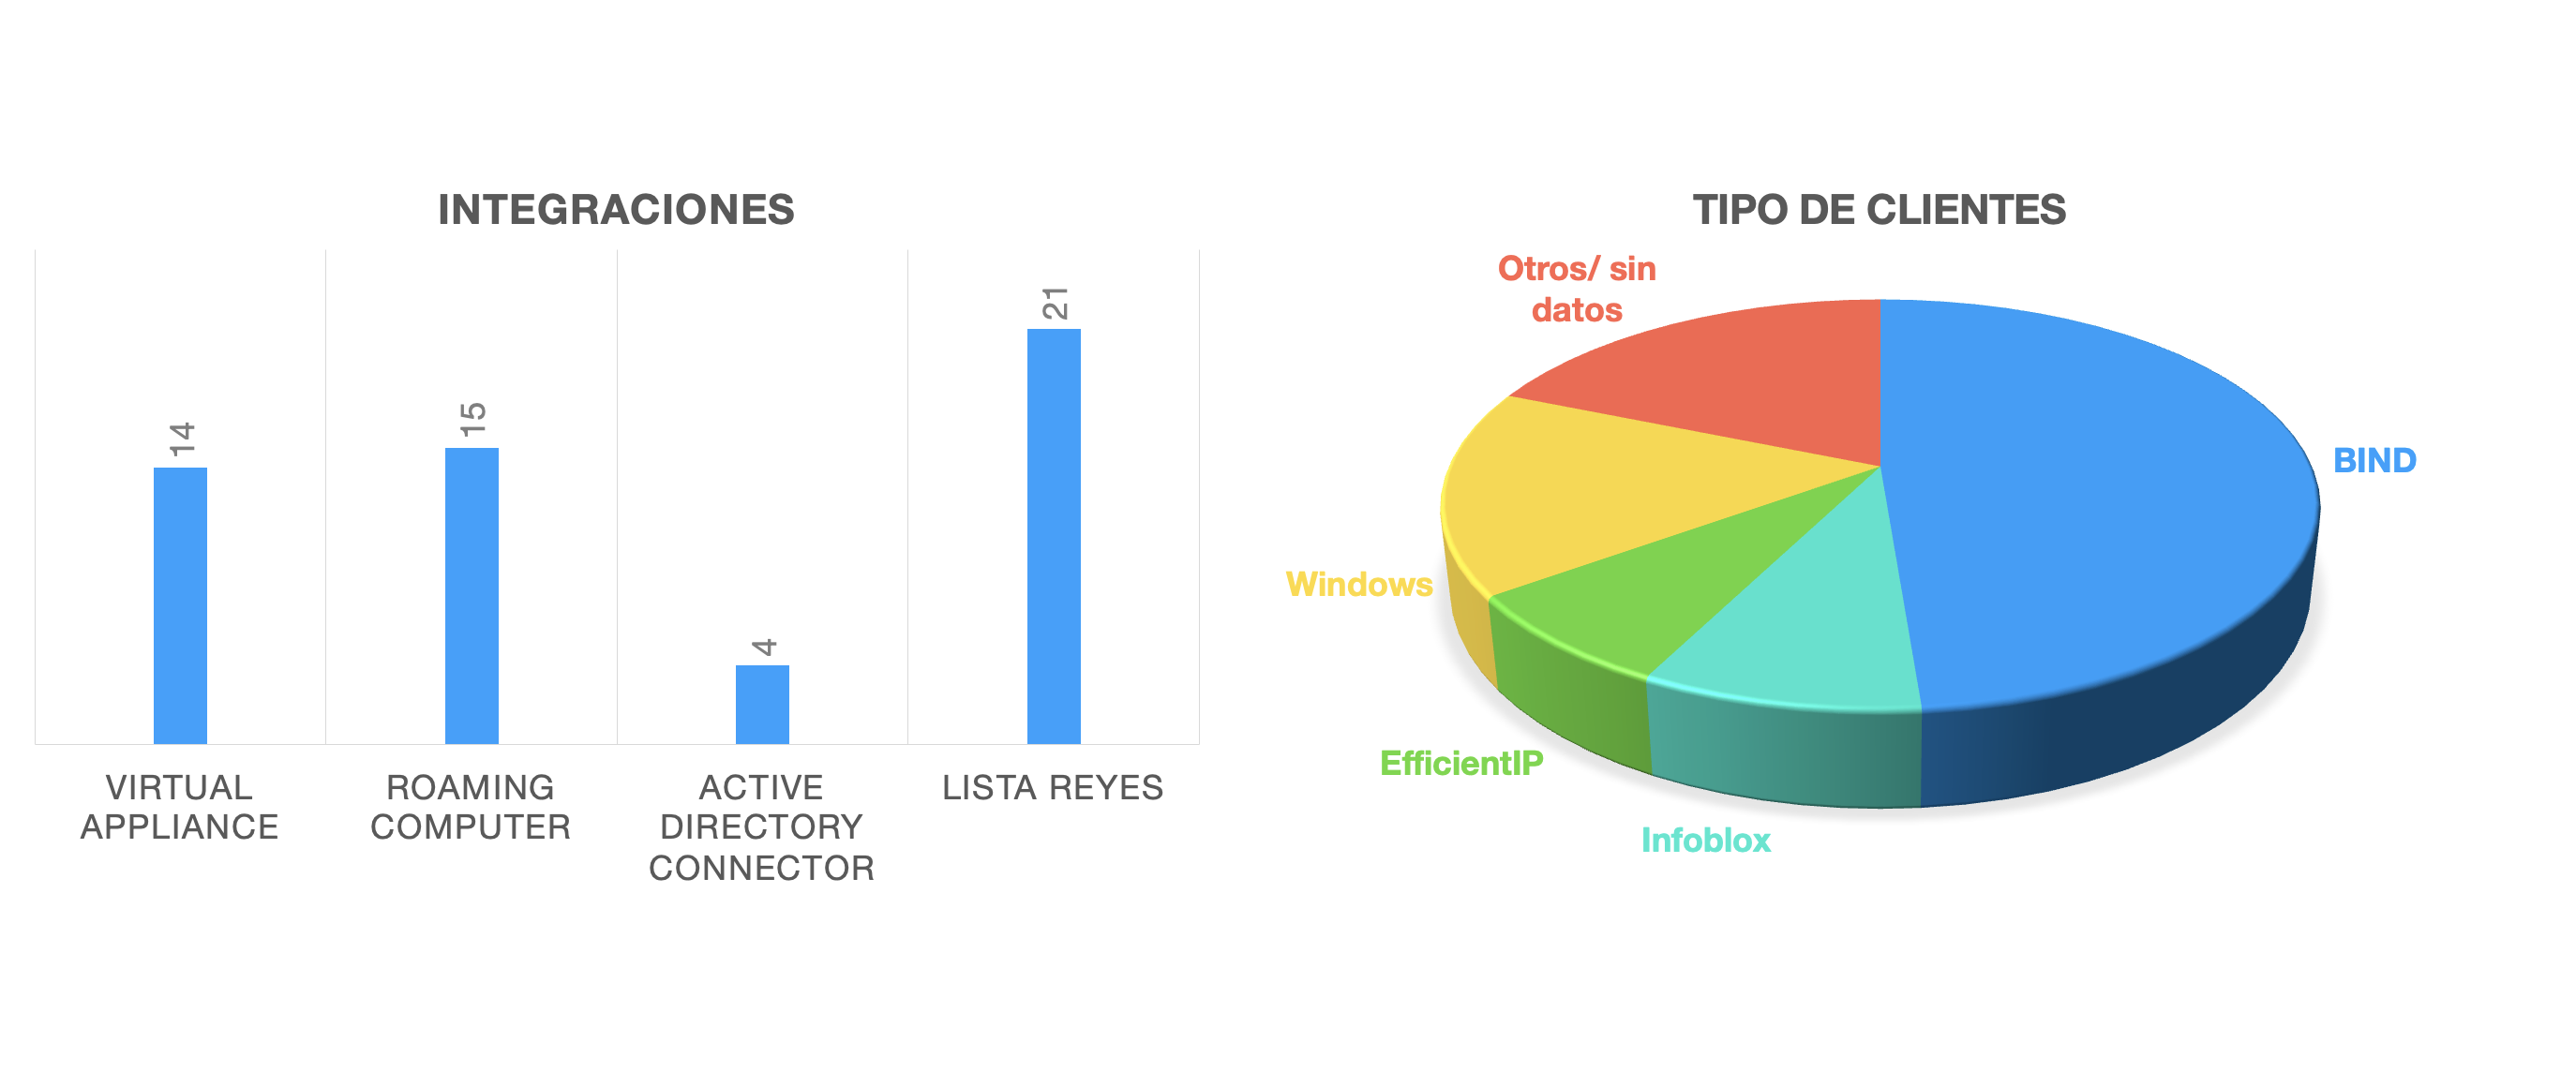 INTEGRACIONES
14
15
4
21
VIRTUAL
APPLIANCE
ROAMING
COMPUTER
ACTIVE
DIRECTORY
CONNECTOR
LISTA REYES
TIPO DE CLIENTES
Otros/ sin
datos
BIND
Windows
EfficientIP
Infoblox